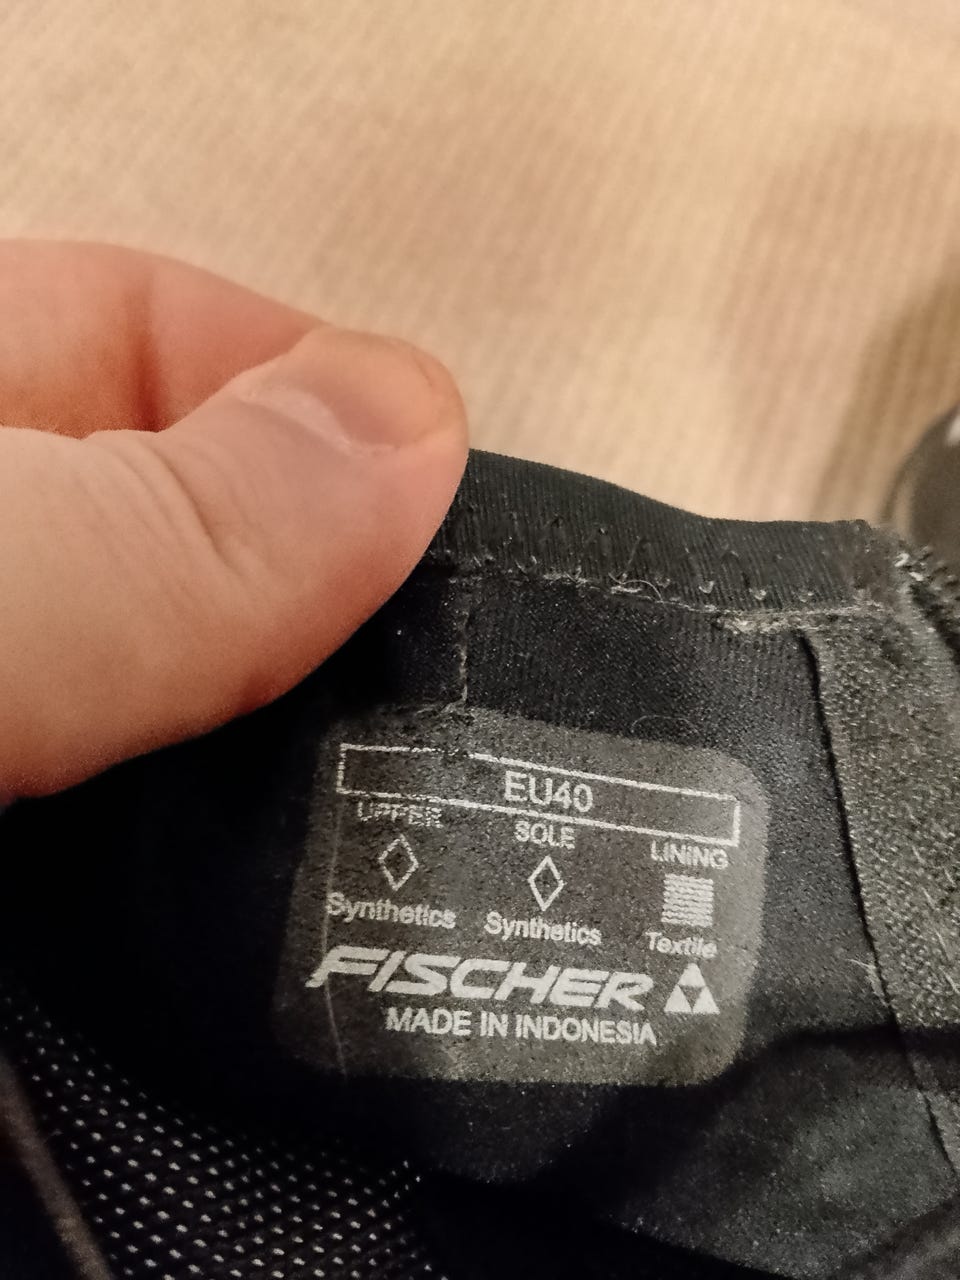 EU40
UPPER SOLE LINING
Synthetics Synthetics Textile
FISCHER
MADE IN INDONESIA